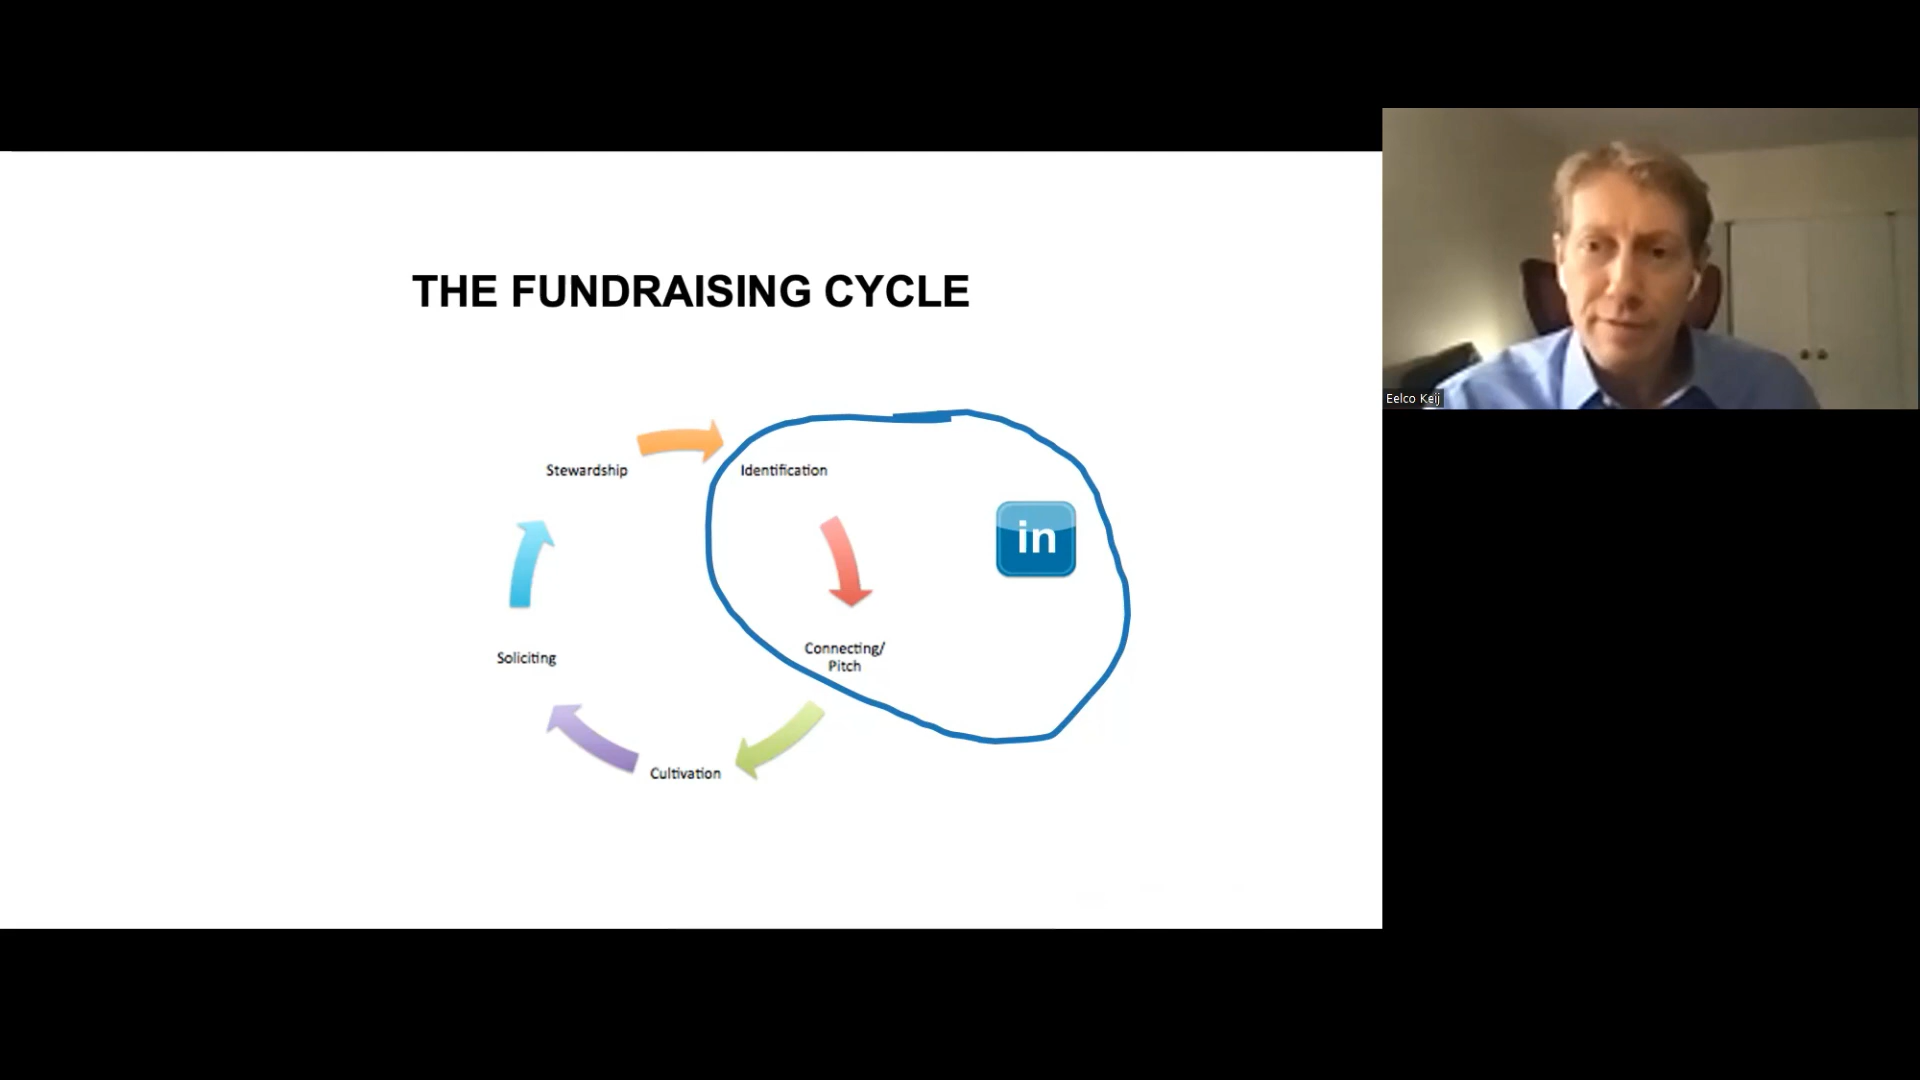 THE FUNDRAISING CYCLE
Stewardship
Identification
in
Connecting/
Pitch
Soliciting
Cultivation
Eelco Keij